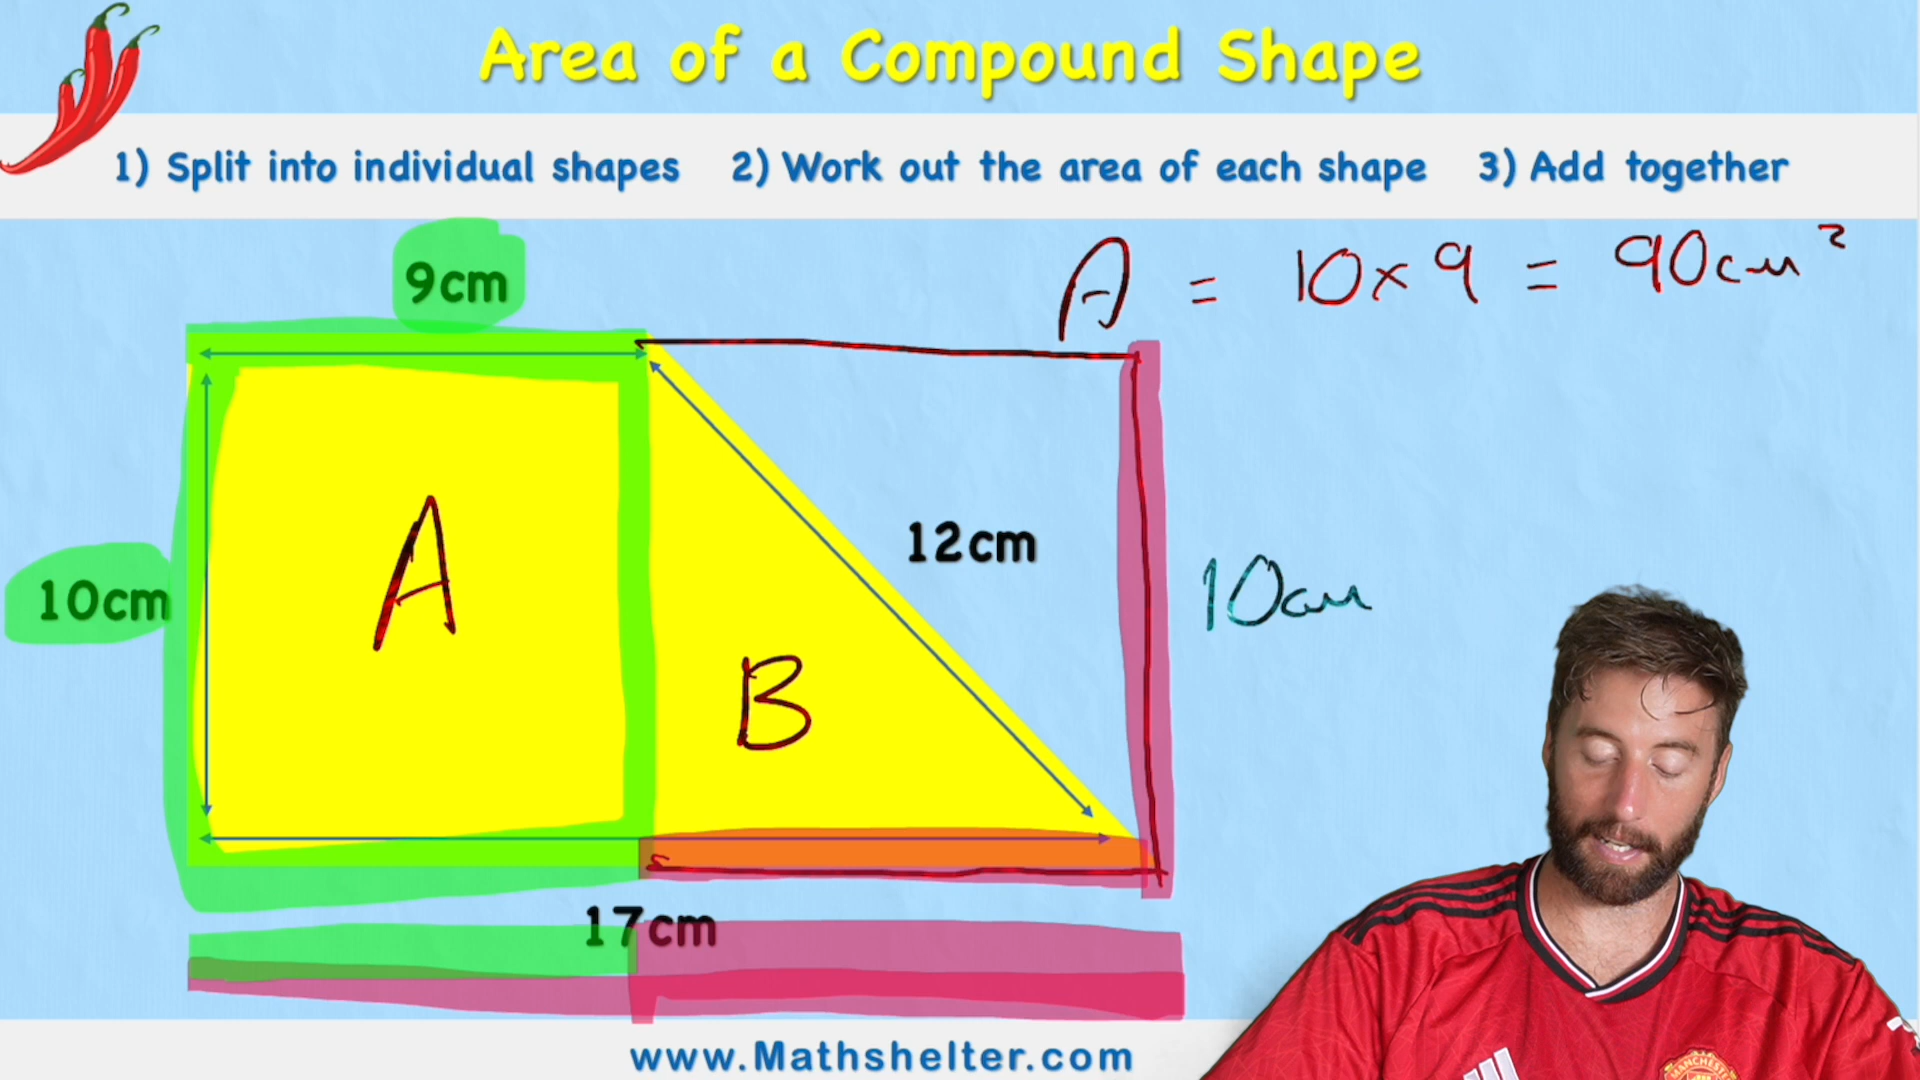 Area of a Compound Shape
1) Split into individual shapes 2) Work out the area of each shape 3) Add together
9cm
A = 10 x 9 = 90cm²
A
12cm
10cm
10cm
B
17cm
www.Mathshelter.com